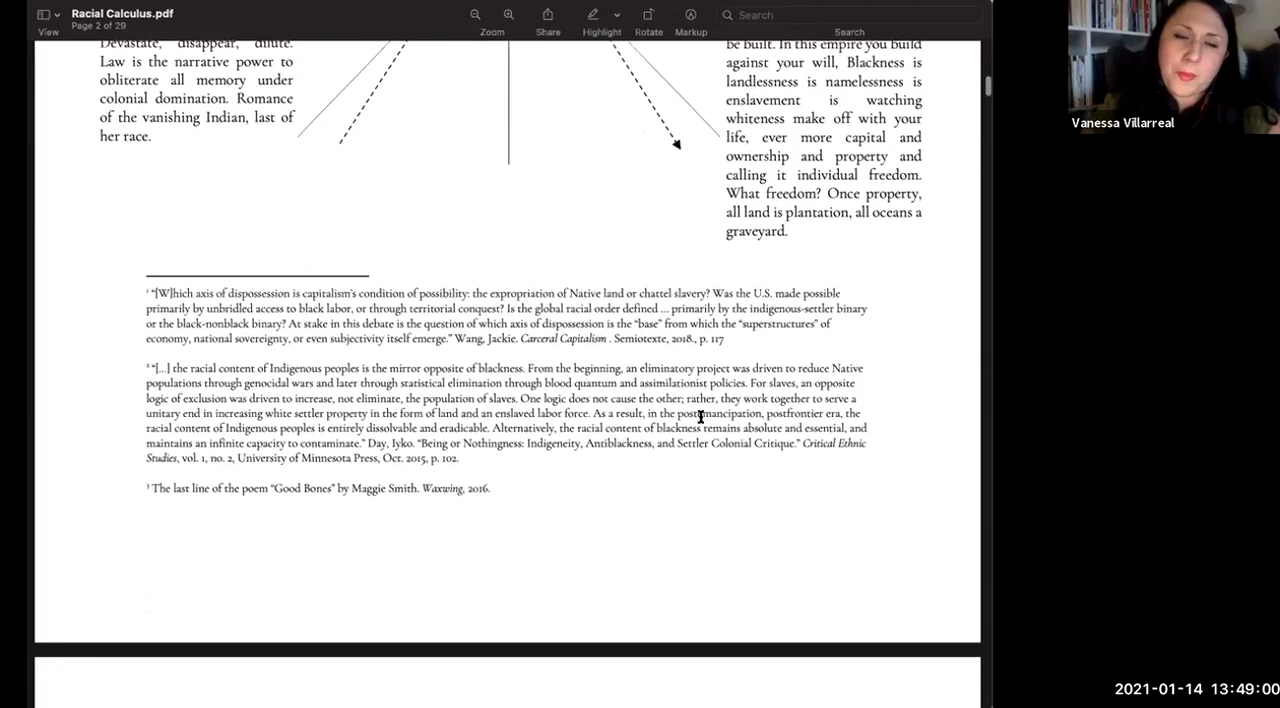 Racial Calculus.pdf
Page 2 of 29
View
Zoom
Share
Highlight
Rotate
Markup
Search
Search
Devastate, disappear, dilute.
Law is the narrative power to
obliterate all memory under
colonial domination. Romance
of the vanishing Indian, last of
her race.
be built. In this empire you build
against your will, Blackness is
landlessness is namelessness is
enslavement is watching
whiteness make off with your
life, ever more capital and
ownership and property and
calling it individual freedom.
What freedom? Once property,
all land is plantation, all oceans a
graveyard.
1 “[W]hich axis of dispossession is capitalism’s condition of possibility: the expropriation of Native land or chattel slavery? Was the U.S. made possible
primarily by unbridled access to black labor, or through territorial conquest? Is the global racial order defined ... primarily by the indigenous-settler binary
or the black-nonblack binary? At stake in this debate is the question of which axis of dispossession is the “base” from which the “superstructures” of
economy, national sovereignty, or even subjectivity itself emerge.” Wang, Jackie. Carceral Capitalism . Semiotexte, 2018., p. 117
2 “[...] the racial content of Indigenous peoples is the mirror opposite of blackness. From the beginning, an eliminatory project was driven to reduce Native
populations through genocidal wars and later through statistical elimination through blood quantum and assimilationist policies. For slaves, an opposite
logic of exclusion was driven to increase, not eliminate, the population of slaves. One logic does not cause the other; rather, they work together to serve a
unitary end in increasing white settler property in the form of land and an enslaved labor force. As a result, in the postemancipation, postfrontier era, the
racial content of Indigenous peoples is entirely dissolvable and eradicable. Alternatively, the racial content of blackness remains absolute and essential, and
maintains an infinite capacity to contaminate.” Day, Iyko. “Being or Nothingness: Indigeneity, Antiblackness, and Settler Colonial Critique.” Critical Ethnic
Studies, vol. 1, no. 2, University of Minnesota Press, Oct. 2015, p. 102.
3 The last line of the poem “Good Bones” by Maggie Smith. Waxwing, 2016.
Vanessa Villarreal
2021-01-14 13:49:00